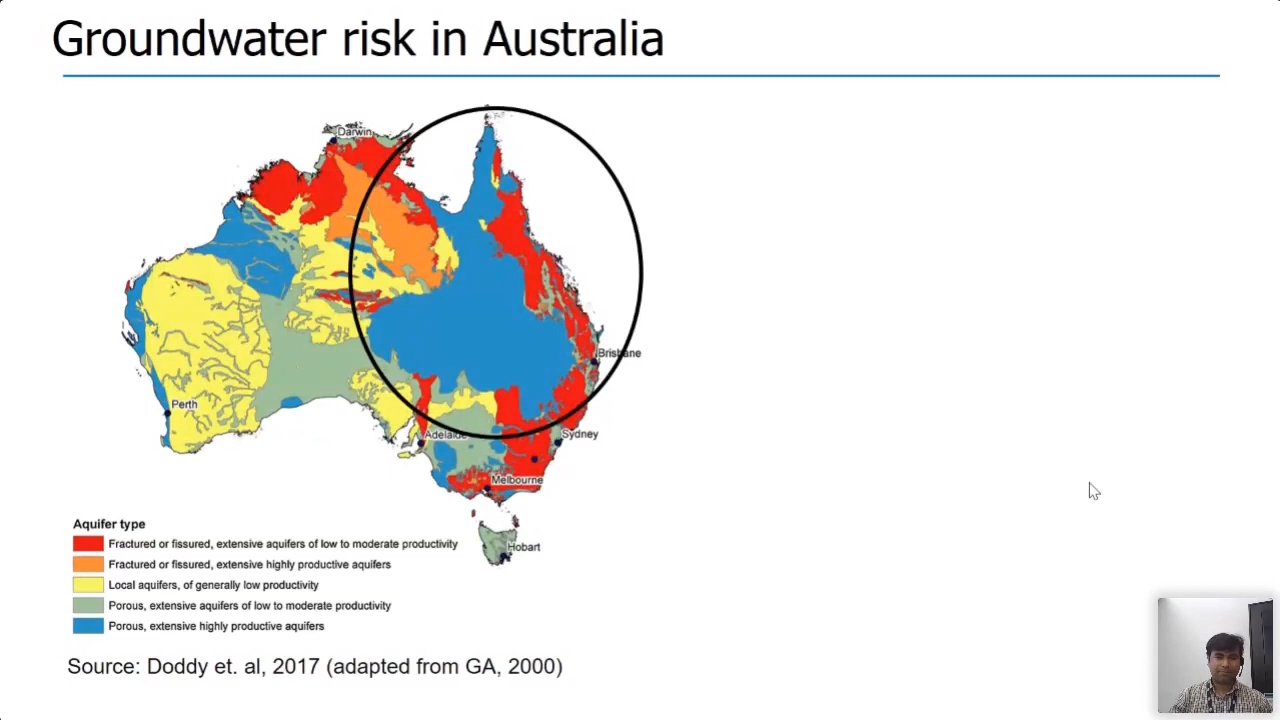 Groundwater risk in Australia
Darwin
Brisbane
Perth
Adelaide
Sydney
Melbourne
Hobart
Aquifer type
Fractured or fissured, extensive aquifers of low to moderate productivity
Fractured or fissured, extensive highly productive aquifers
Local aquifers, of generally low productivity
Porous, extensive aquifers of low to moderate productivity
Porous, extensive highly productive aquifers
Source: Doddy et. al, 2017 (adapted from GA, 2000)